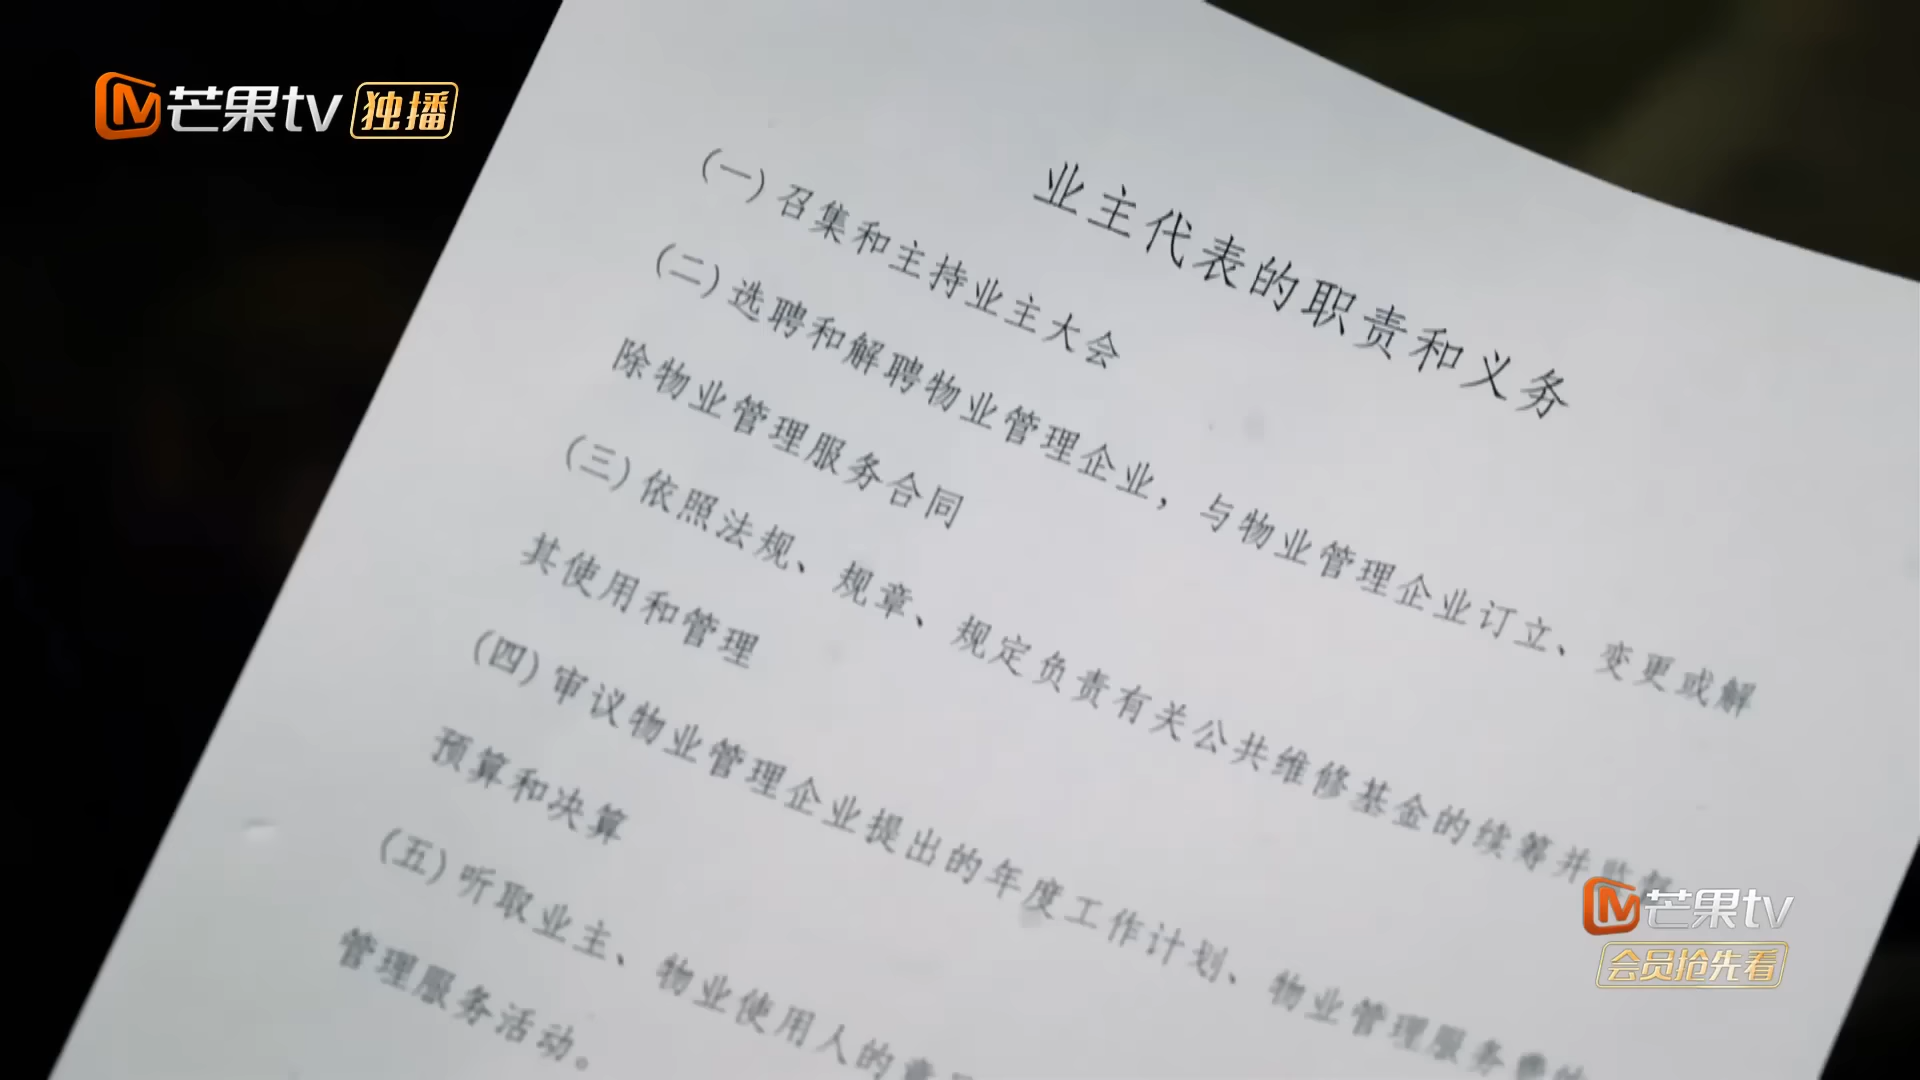 芒果tv 独播
业主代表的职责和义务
(一)召集和主持业主大会
(二)选聘和解聘物业管理企业，与物业管理企业订立、变更或解
除物业管理服务合同
(三)依照法规、规章、规定负责有关公共维修基金的续筹并监督
其使用和管理
(四)审议物业管理企业提出的年度工作计划、物业管理服务费的
预算和决算
(五)听取业主、物业使用人的意见
管理服务活动。
芒果tv
会员抢先看